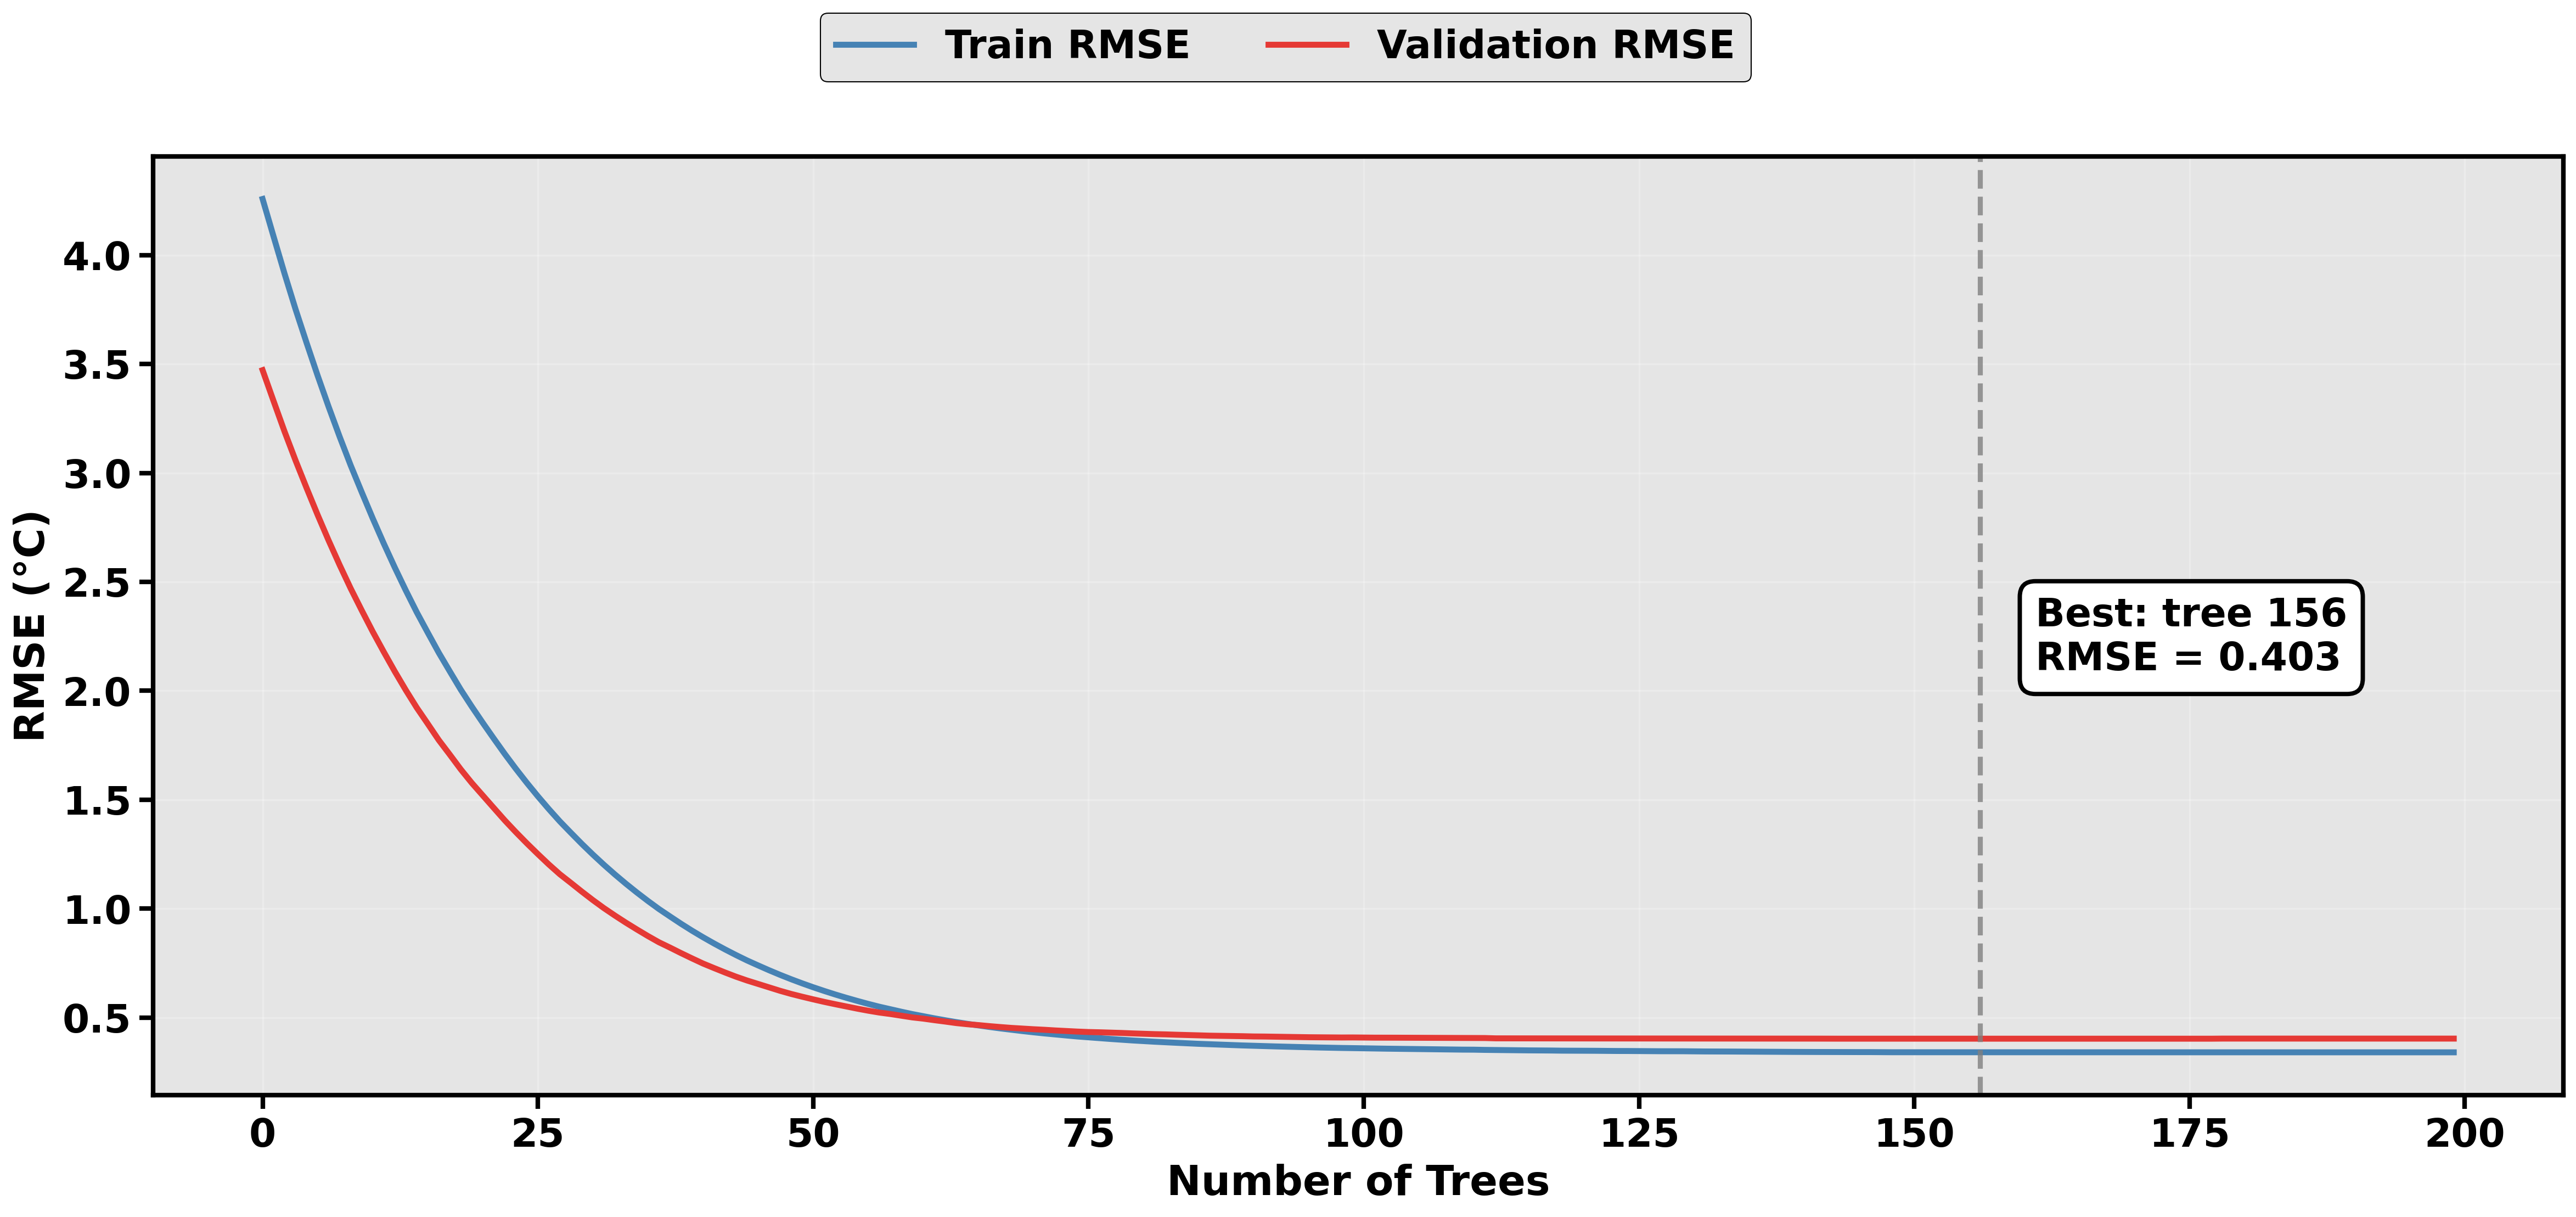 Train RMSE Validation RMSE
4.0
3.5
3.0
2.5
2.0
1.5
1.0
0.5
RMSE (°C)
Best: tree 156
RMSE = 0.403
0 25 50 75 100 125 150 175 200
Number of Trees